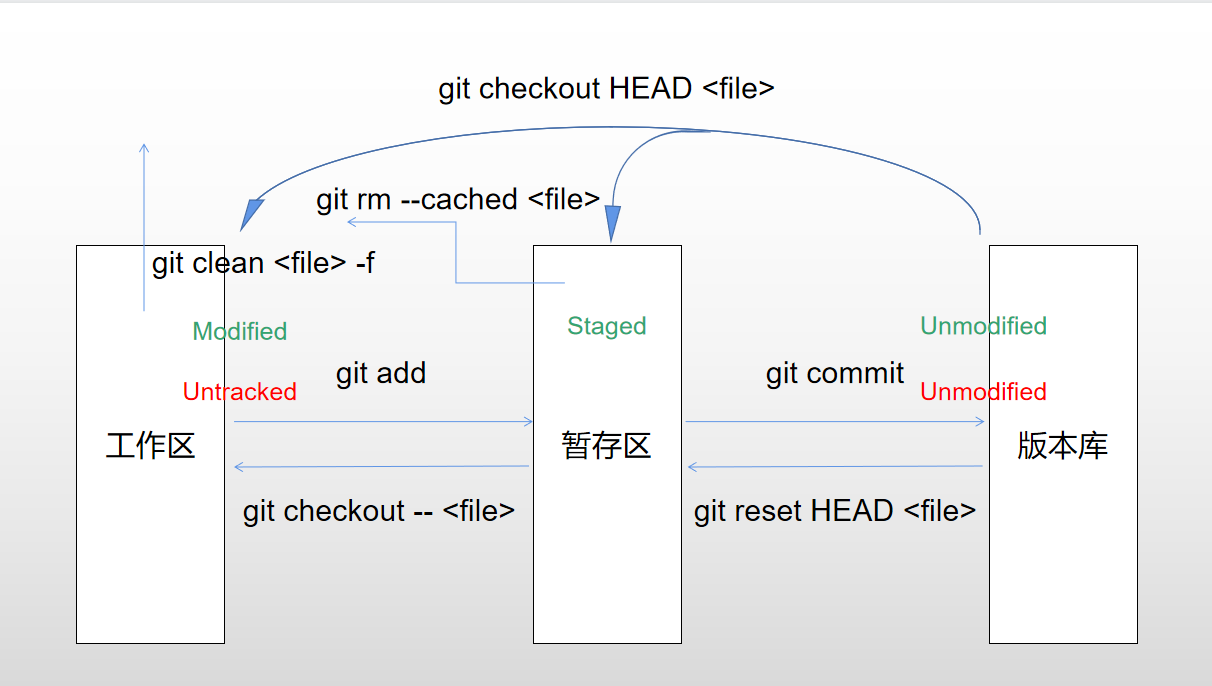 git checkout HEAD <file>
git rm --cached <file>
git clean <file> -f
Modified
Staged
Unmodified
git add
git commit
Untracked
Unmodified
工作区
暂存区
版本库
git checkout -- <file>
git reset HEAD <file>